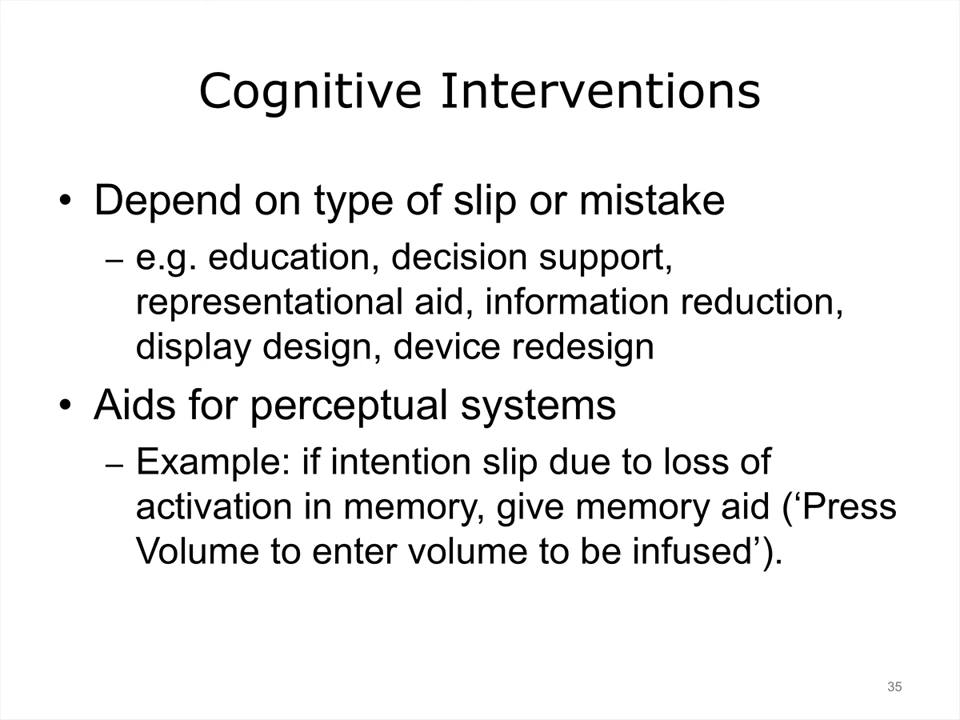 Cognitive Interventions
• Depend on type of slip or mistake
– e.g. education, decision support,
representational aid, information reduction,
display design, device redesign
• Aids for perceptual systems
– Example: if intention slip due to loss of
activation in memory, give memory aid (‘Press
Volume to enter volume to be infused’).
35